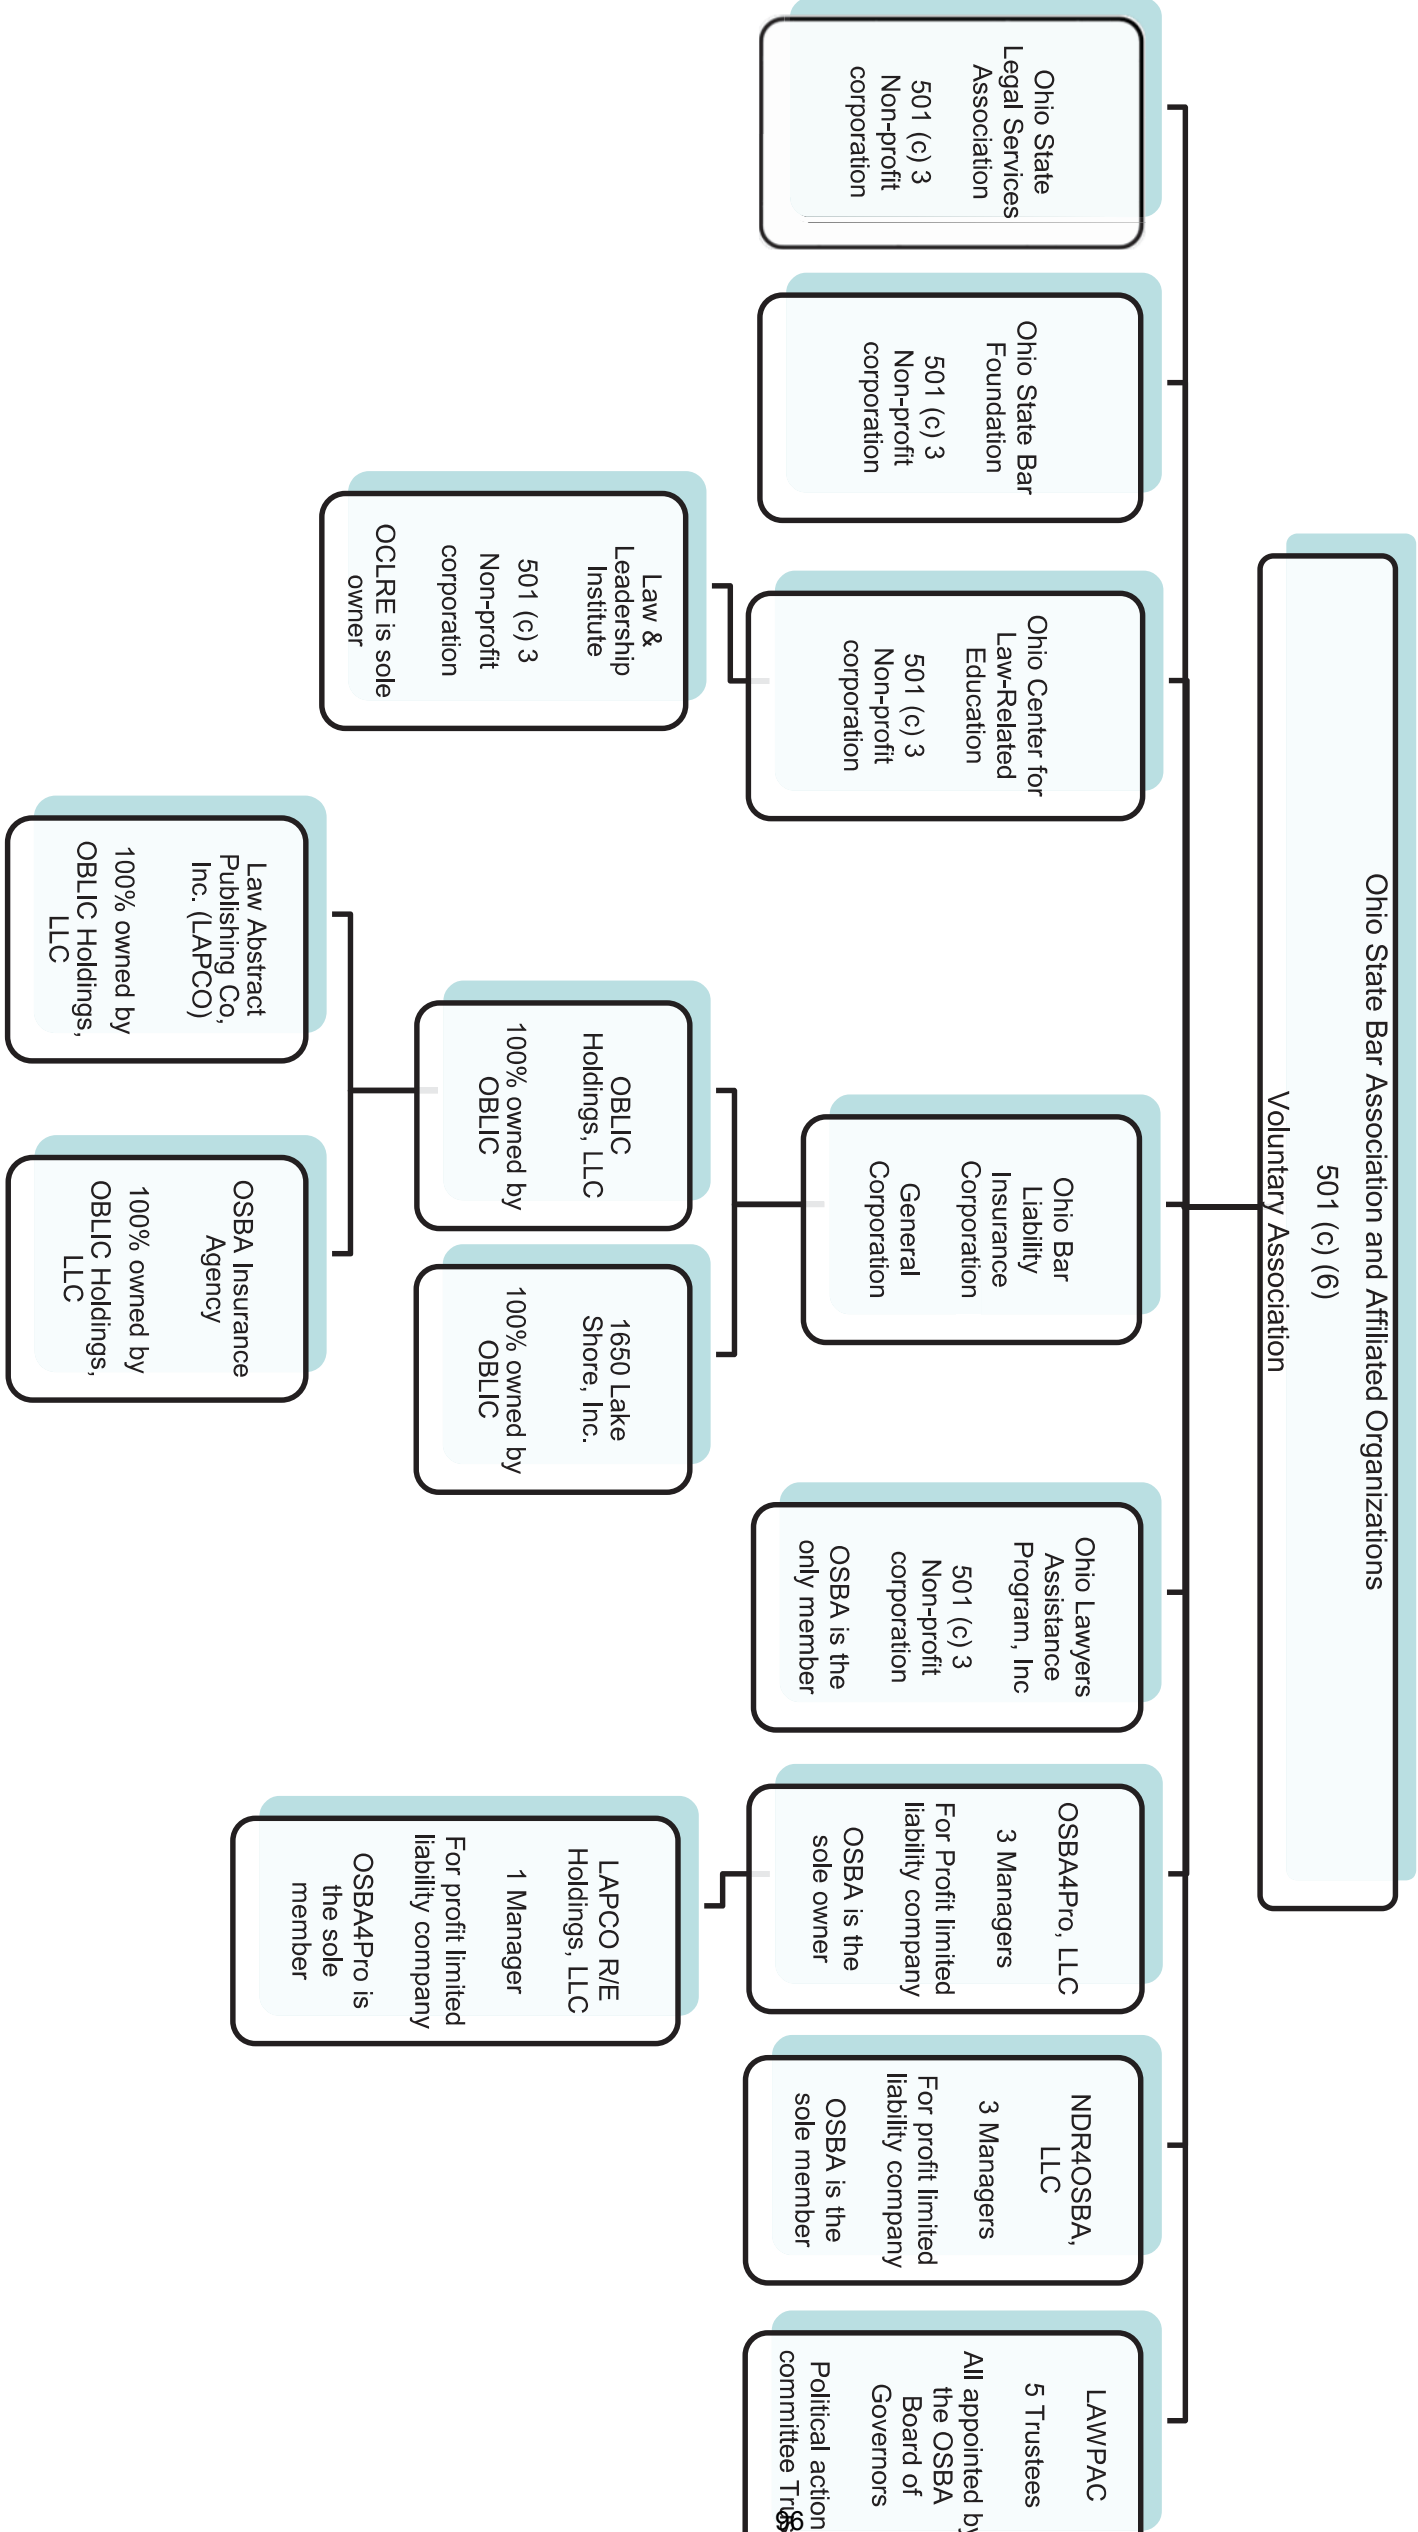 Ohio State Bar Association and Affiliated Organizations
501 (c) (6)
Voluntary Association
Ohio State
Legal Services
Association
501 (c) 3
Non-profit
corporation
Ohio State Bar
Foundation
501 (c) 3
Non-profit
corporation
Ohio Center for
Law-Related
Education
501 (c) 3
Non-profit
corporation
Law &
Leadership
Institute
501 (c) 3
Non-profit
corporation
OCLRE is sole
owner
Ohio Bar
Liability
Insurance
Corporation
General
Corporation
OBLIC
Holdings, LLC
100% owned by
OBLIC
1650 Lake
Shore, Inc.
100% owned by
OBLIC
Law Abstract
Publishing Co,
Inc. (LAPCO)
100% owned by
OBLIC Holdings,
LLC
OSBA Insurance
Agency
100% owned by
OBLIC Holdings,
LLC
Ohio Lawyers
Assistance
Program, Inc
501 (c) 3
Non-profit
corporation
OSBA is the
only member
OSBA4Pro, LLC
3 Managers
For Profit limited
liability company
OSBA is the
sole owner
LAPCO R/E
Holdings, LLC
1 Manager
For profit limited
liability company
OSBA4Pro is
the sole
member
NDR4OSBA,
LLC
3 Managers
For profit limited
liability company
OSBA is the
sole member
LAWPAC
5 Trustees
All appointed by
the OSBA
Board of
Governors
Political action
committee
96